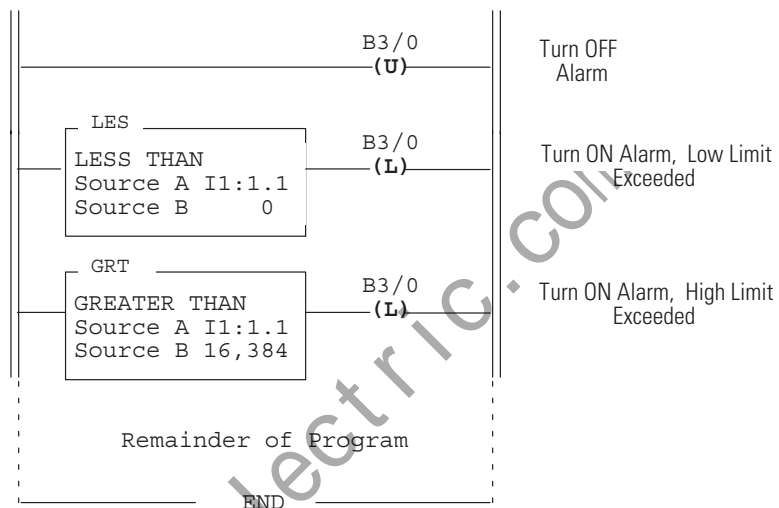 B3/0
(U)
Turn OFF
Alarm
LES
LESS THAN
Source A I1:1.1
Source B 0
B3/0
(L)
Turn ON Alarm, Low Limit
Exceeded
GRT
GREATER THAN
Source A I1:1.1
Source B 16,384
B3/0
(L)
Turn ON Alarm, High Limit
Exceeded
Remainder of Program
END
lectric.com